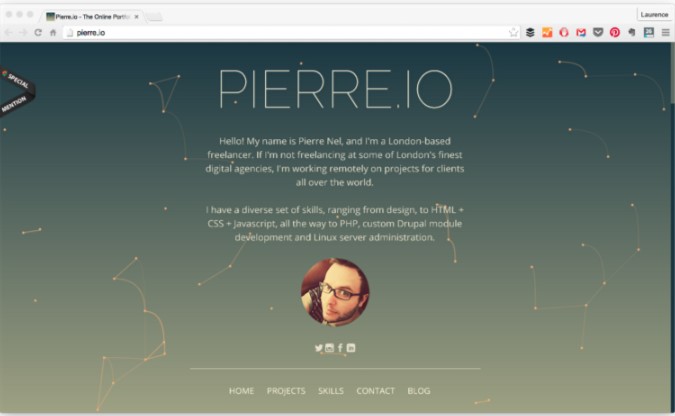 Pierre.io - The Online Portfo
Laurence
pierre.io
SPECIAL
MENTION
PIERRE.IO
Hello! My name is Pierre Nel, and I'm a London-based
freelancer. If I'm not freelancing at some of London's finest
digital agencies, I'm working remotely on projects for clients
all over the world.
I have a diverse set of skills, ranging from design, to HTML +
CSS + Javascript, all the way to PHP, custom Drupal module
development and Linux server administration.
HOME PROJECTS SKILLS CONTACT BLOG